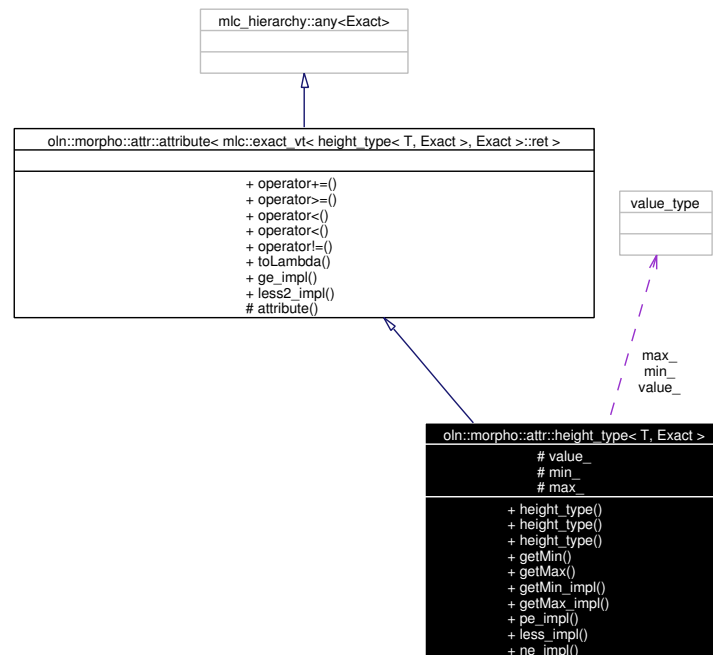 mlc_hierarchy::any<Exact>
oln::morpho::attr::attribute< mlc::exact_vt< height_type< T, Exact >, Exact >::ret >
+ operator+=()
+ operator>=()
+ operator<()
+ operator<()
+ operator!=()
+ toLambda()
+ ge_impl()
+ less2_impl()
# attribute()
value_type
max_
min_
value_
oln::morpho::attr::height_type< T, Exact >
# value_
# min_
# max_
+ height_type()
+ height_type()
+ height_type()
+ getMin()
+ getMax()
+ getMin_impl()
+ getMax_impl()
+ pe_impl()
+ less_impl()
+ ne_impl()